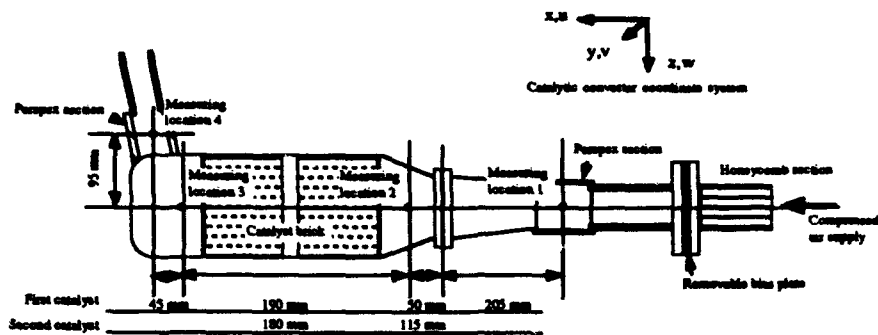 x,u
y,v
z,w
Catalytic converter coordinate system
Perspex section
Measuring
location 4
95 mm
Measuring
location 3
Measuring
location 2
Catalyst brick
Measuring
location 1
Perspex section
Honeycomb section
Compressed
air supply
Removable bias plate
First catalyst 45 mm 190 mm 50 mm 205 mm
Second catalyst 180 mm 115 mm